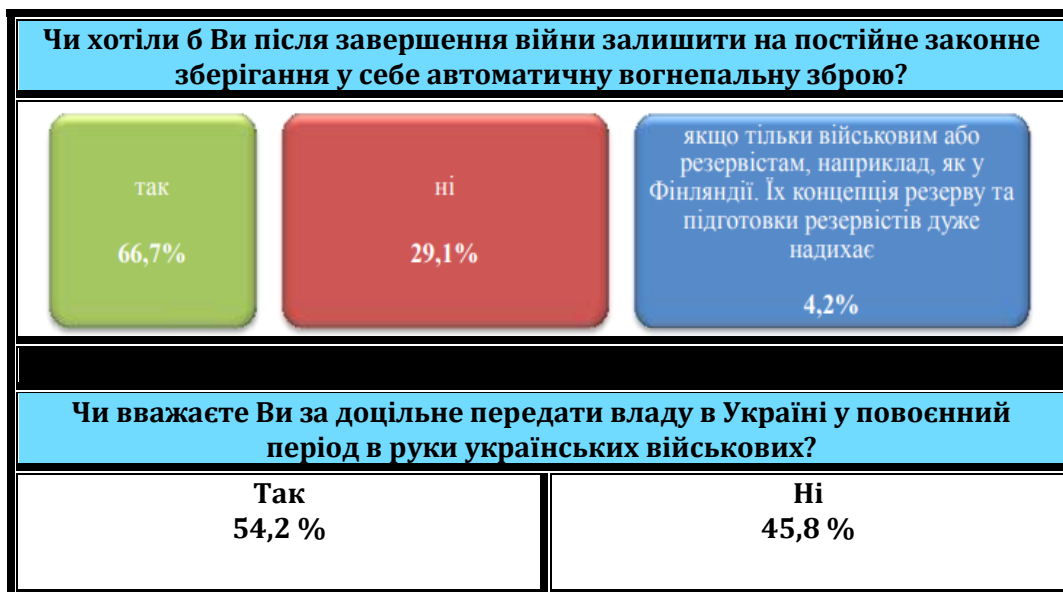 Чи хотіли б Ви після завершення війни залишити на постійне законне
зберігання у себе автоматичну вогнепальну зброю?
так
66,7%
ні
29,1%
якщо тільки військовим або
резервістам, наприклад, як у
Фінляндії. Їх концепція резерву та
підготовки резервістів дуже
надихає
4,2%
Чи вважаєте Ви за доцільне передати владу в Україні у повоєнний
період в руки українських військових?
Так
54,2 %
Ні
45,8 %